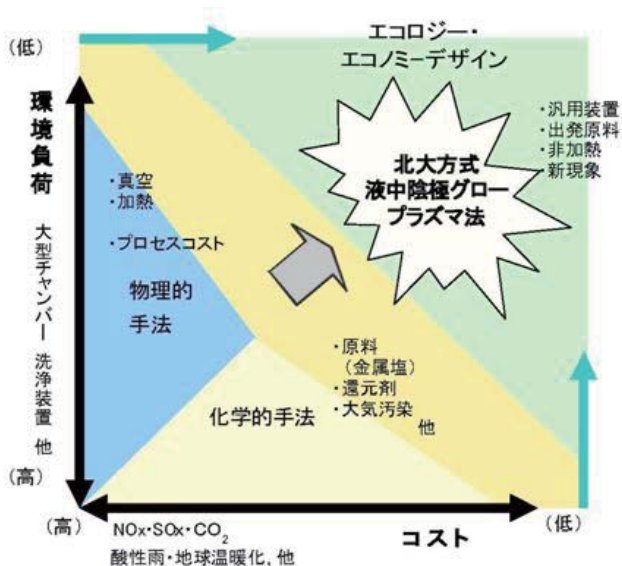 エコロジー・
エコノミーデザイン
(低)
環境負荷
大型チャンバー 洗浄装置 他
(高)
・真空
・加熱
・プロセスコスト
物理的
手法
北大方式
液中陰極グロー
プラズマ法
・汎用装置
・出発原料
・非加熱
・新現象
・原料
(金属塩)
・還元剤
・大気汚染
他
化学的手法
(高)
NOx・SOx・CO₂
酸性雨・地球温暖化, 他
コスト
(低)